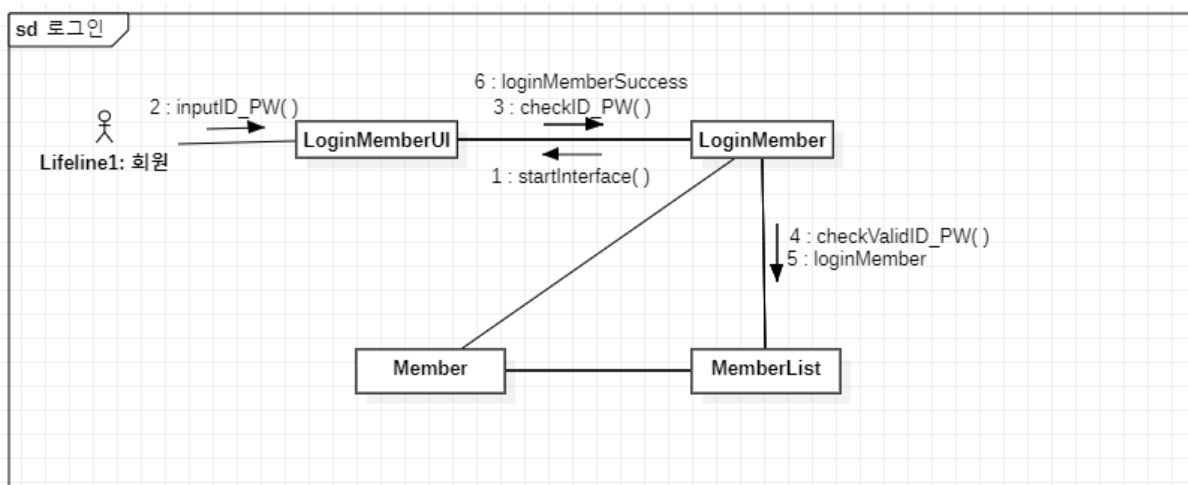 sd 로그인
6 : loginMemberSuccess
2 : inputID_PW( )
3 : checkID_PW( )
LoginMemberUI
LoginMember
Lifeline1: 회원
1 : startInterface( )
4 : checkValidID_PW( )
5 : loginMember
Member
MemberList